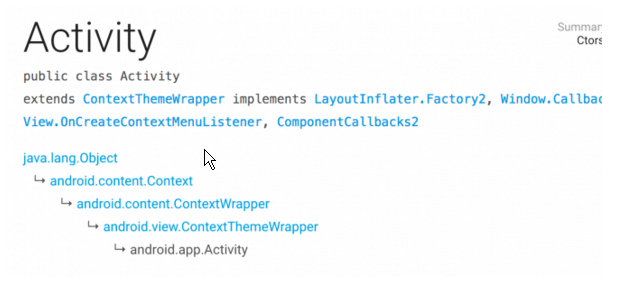 Activity
Summar
Ctors
public class Activity
extends ContextThemeWrapper implements LayoutInflater.Factory2, Window.Callbac
View.OnCreateContextMenuListener, ComponentCallbacks2
java.lang.Object
↳ android.content.Context
↳ android.content.ContextWrapper
↳ android.view.ContextThemeWrapper
↳ android.app.Activity